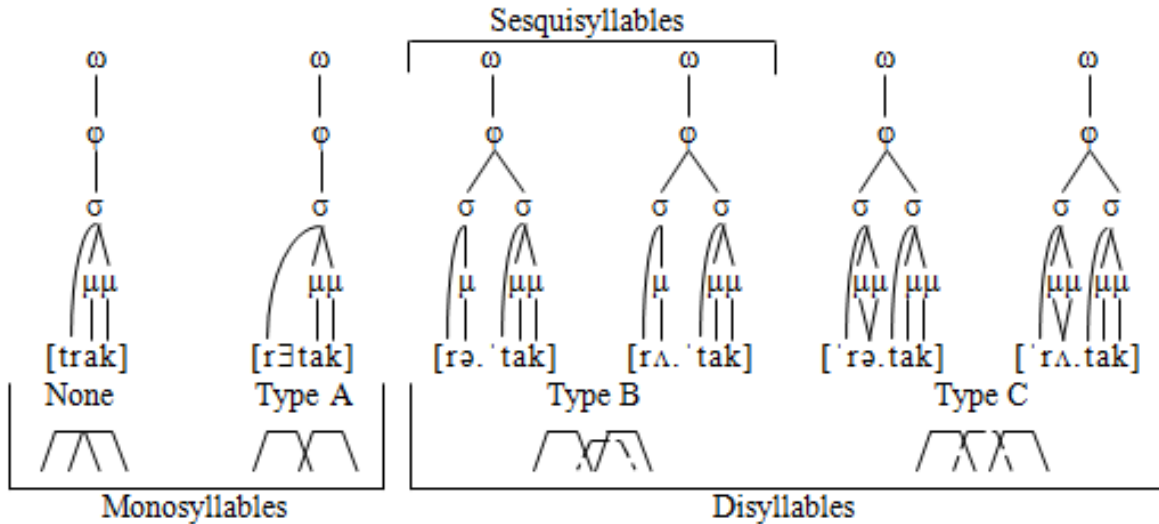 Sesquisyllables
ω ω ω ω ω ω
φ φ φ φ φ φ
σ σ σ σ σ σ σ σ σ σ
μμ μμ μ μμ μ μμ μμ μμ μμ μμ
[trak] [rƎtak] [rə.ˈtak] [rʌ.ˈtak] [ˈrə.tak] [ˈrʌ.tak]
None Type A Type B Type C
Monosyllables Disyllables